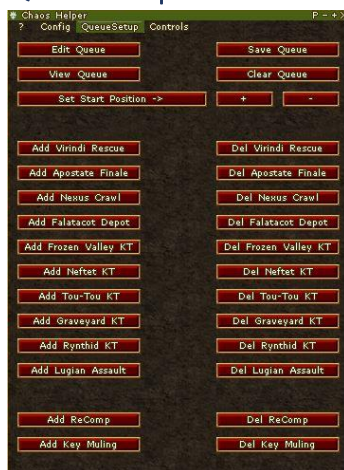 Chaos Helper P - + X
? Config QueueSetup Controls
Edit Queue Save Queue
View Queue Clear Queue
Set Start Position -> + -
Add Virindi Rescue Del Virindi Rescue
Add Apostate Finale Del Apostate Finale
Add Nexus Crawl Del Nexus Crawl
Add Falatacot Depot Del Falatacot Depot
Add Frozen Valley KT Del Frozen Valley KT
Add Neftet KT Del Neftet KT
Add Tou-Tou KT Del Tou-Tou KT
Add Graveyard KT Del Graveyard KT
Add Rynthid KT Del Rynthid KT
Add Lugian Assault Del Lugian Assault
Add ReComp Del ReComp
Add Key Muling Del Key Muling